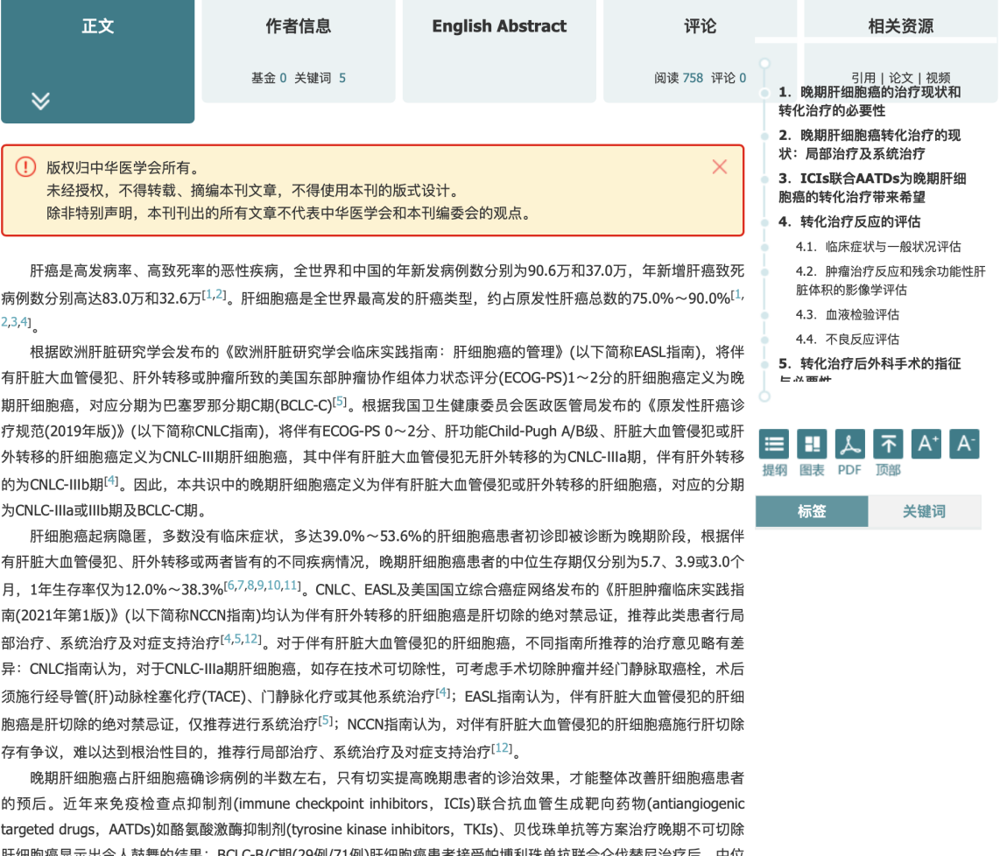 正文
作者信息
基金 0 关键词 5
English Abstract
评论
阅读 758 评论 0
相关资源
引用 | 论文 | 视频
版权归中华医学会所有。
未经授权，不得转载、摘编本刊文章，不得使用本刊的版式设计。
除非特别声明，本刊刊出的所有文章不代表中华医学会和本刊编委会的观点。
肝癌是高发病率、高致死率的恶性疾病，全世界和中国的年新发病例数分别为90.6万和37.0万，年新增肝癌致死
病例数分别高达83.0万和32.6万[1,2]。肝细胞癌是全世界最高发的肝癌类型，约占原发性肝癌总数的75.0%～90.0%[1,
2,3,4]。
根据欧洲肝脏研究学会发布的《欧洲肝脏研究学会临床实践指南：肝细胞癌的管理》(以下简称EASL指南)，将伴
有肝脏大血管侵犯、肝外转移或肿瘤所致的美国东部肿瘤协作组体力状态评分(ECOG-PS)1～2分的肝细胞癌定义为晚
期肝细胞癌，对应分期为巴塞罗那分期C期(BCLC-C)[5]。根据我国卫生健康委员会医政医管局发布的《原发性肝癌诊
疗规范(2019年版)》(以下简称CNLC指南)，将伴有ECOG-PS 0～2分、肝功能Child-Pugh A/B级、肝脏大血管侵犯或肝
外转移的肝细胞癌定义为CNLC-III期肝细胞癌，其中伴有肝脏大血管侵犯无肝外转移的为CNLC-IIIa期，伴有肝外转移
的为CNLC-IIIb期[4]。因此，本共识中的晚期肝细胞癌定义为伴有肝脏大血管侵犯或肝外转移的肝细胞癌，对应的分期
为CNLC-IIIa或IIIb期及BCLC-C期。
肝细胞癌起病隐匿，多数没有临床症状，多达39.0%～53.6%的肝细胞癌患者初诊即被诊断为晚期阶段，根据伴
有肝脏大血管侵犯、肝外转移或两者皆有的不同疾病情况，晚期肝细胞癌患者的中位生存期仅分别为5.7、3.9或3.0个
月，1年生存率仅为12.0%～38.3%[6,7,8,9,10,11]。CNLC、EASL及美国国立综合癌症网络发布的《肝胆肿瘤临床实践指
南(2021年第1版)》(以下简称NCCN指南)均认为伴有肝外转移的肝细胞癌是肝切除的绝对禁忌证，推荐此类患者行局
部治疗、系统治疗及对症支持治疗[4,5,12]。对于伴有肝脏大血管侵犯的肝细胞癌，不同指南所推荐的治疗意见略有差
异：CNLC指南认为，对于CNLC-IIIa期肝细胞癌，如存在技术可切除性，可考虑手术切除肿瘤并经门静脉取癌栓，术后
须施行经导管(肝)动脉栓塞化疗(TACE)、门静脉化疗或其他系统治疗[4]；EASL指南认为，伴有肝脏大血管侵犯的肝细
胞癌是肝切除的绝对禁忌证，仅推荐进行系统治疗[5]；NCCN指南认为，对伴有肝脏大血管侵犯的肝细胞癌施行肝切除
存有争议，难以达到根治性目的，推荐行局部治疗、系统治疗及对症支持治疗[12]。
晚期肝细胞癌占肝细胞癌确诊病例的半数左右，只有切实提高晚期患者的诊治效果，才能整体改善肝细胞癌患者
的预后。近年来免疫检查点抑制剂(immune checkpoint inhibitors，ICIs)联合抗血管生成靶向药物(antiangiogenic
targeted drugs，AATDs)如酪氨酸激酶抑制剂(tyrosine kinase inhibitors，TKIs)、贝伐珠单抗等方案治疗晚期不可切除
肝细胞癌显示出令人鼓舞的结果：BCLC-B/C期(29例/71例)肝细胞癌患者接受帕博利珠单抗联合仑伐替尼治疗后，中位
1. 晚期肝细胞癌的治疗现状和
转化治疗的必要性
2. 晚期肝细胞癌转化治疗的现
状：局部治疗及系统治疗
3. ICIs联合AATDs为晚期肝细
胞癌的转化治疗带来希望
4. 转化治疗反应的评估
4.1. 临床症状与一般状况评估
4.2. 肿瘤治疗反应和残余功能性肝
脏体积的影像学评估
4.3. 血液检验评估
4.4. 不良反应评估
5. 转化治疗后外科手术的指征
与必要性
A+
A-
提纲 图表 PDF 顶部
标签
关键词